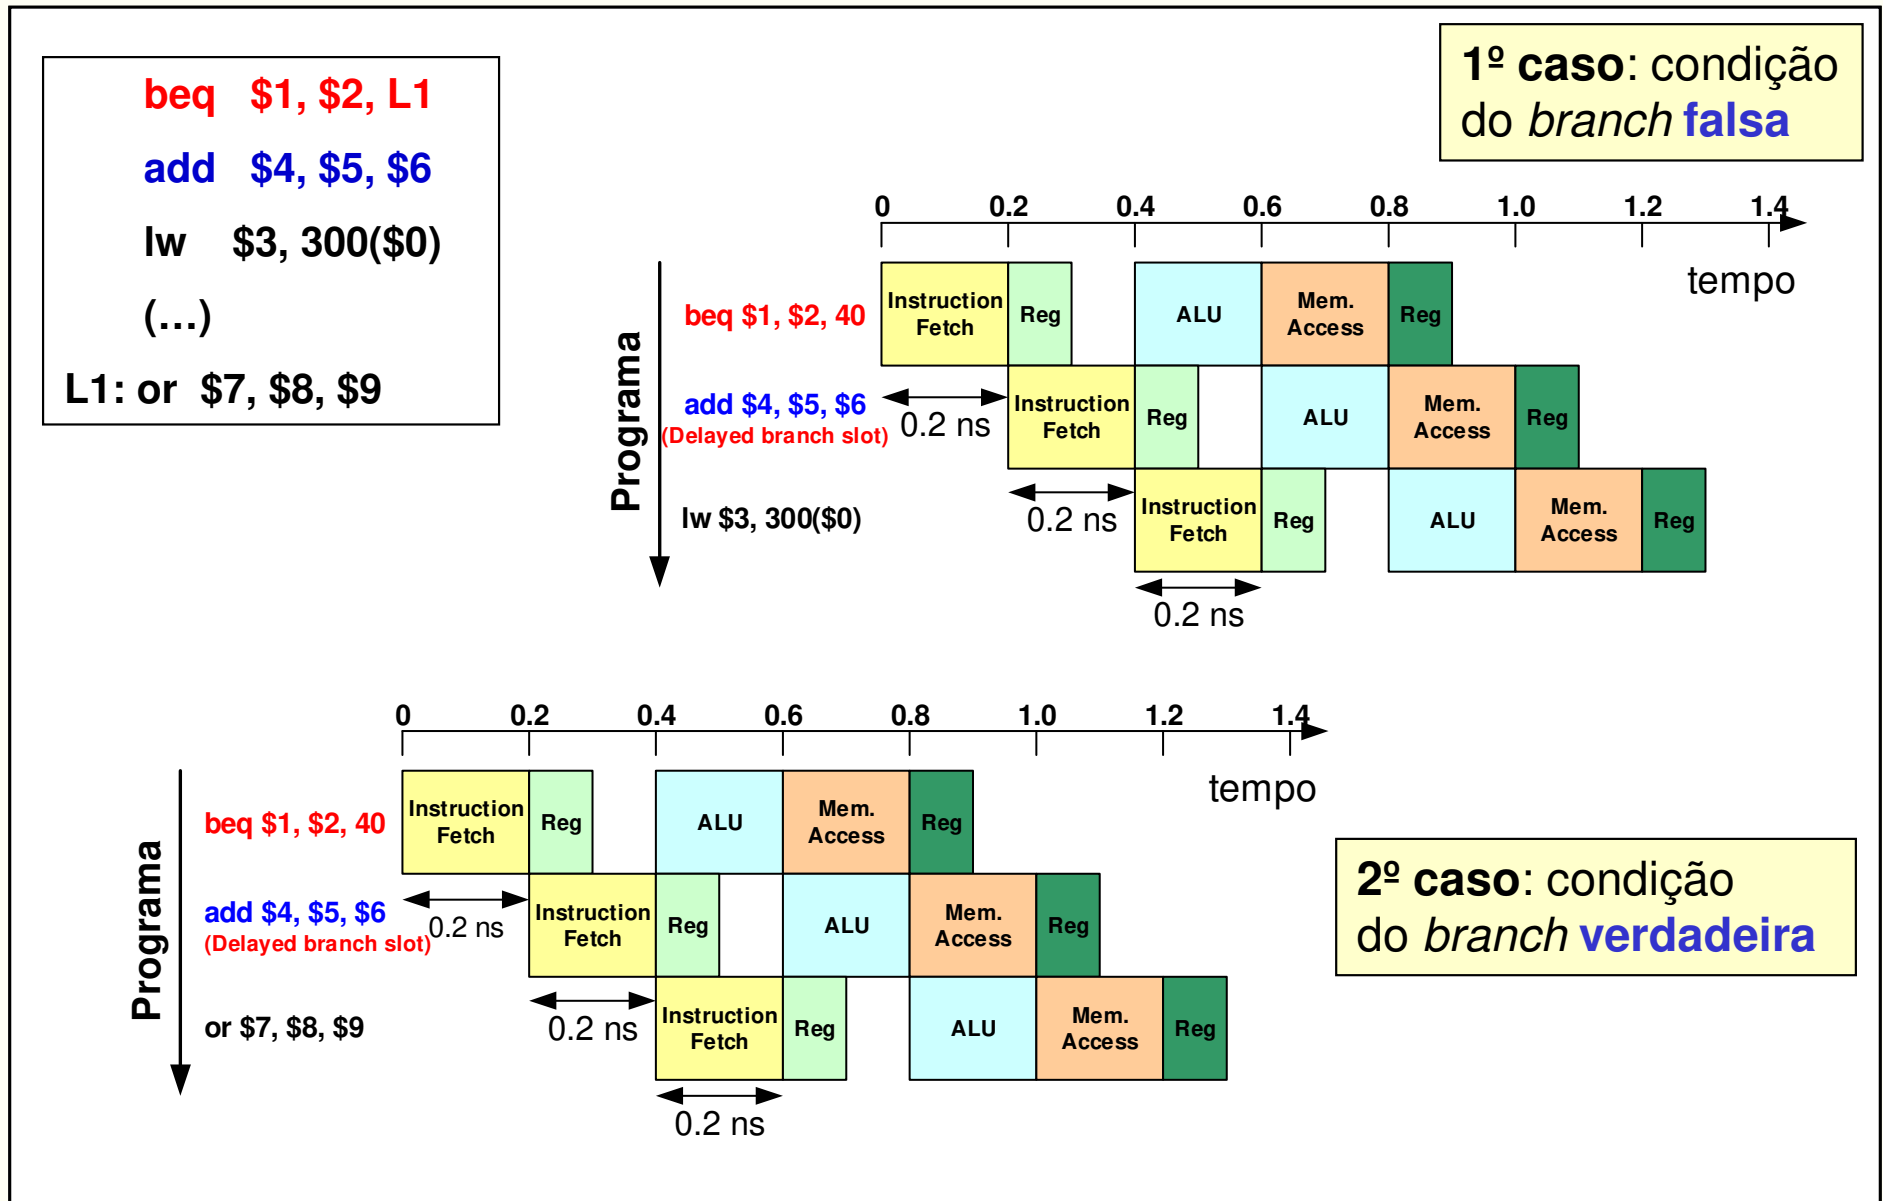 beq $1, $2, L1
add $4, $5, $6
lw $3, 300($0)
(...)
L1: or $7, $8, $9
1º caso: condição
do branch falsa
0 0.2 0.4 0.6 0.8 1.0 1.2 1.4
tempo
Programa
beq $1, $2, 40
Instruction
Fetch
Reg
ALU
Mem.
Access
Reg
0.2 ns
add $4, $5, $6
(Delayed branch slot)
Instruction
Fetch
Reg
ALU
Mem.
Access
Reg
0.2 ns
lw $3, 300($0)
Instruction
Fetch
Reg
ALU
Mem.
Access
Reg
0.2 ns
0 0.2 0.4 0.6 0.8 1.0 1.2 1.4
tempo
Programa
beq $1, $2, 40
Instruction
Fetch
Reg
ALU
Mem.
Access
Reg
0.2 ns
add $4, $5, $6
(Delayed branch slot)
Instruction
Fetch
Reg
ALU
Mem.
Access
Reg
0.2 ns
or $7, $8, $9
Instruction
Fetch
Reg
ALU
Mem.
Access
Reg
0.2 ns
2º caso: condição
do branch verdadeira